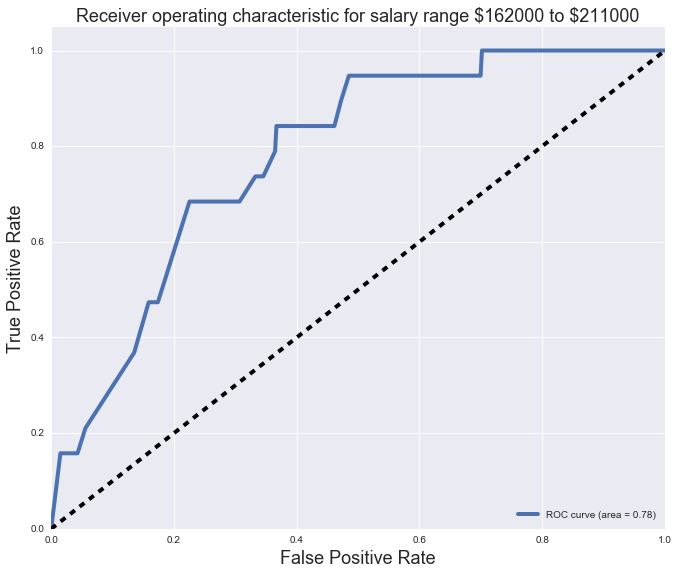 Receiver operating characteristic for salary range $162000 to $211000
True Positive Rate
1.0
0.8
0.6
0.4
0.2
0.0
ROC curve (area = 0.78)
0.0 0.2 0.4 0.6 0.8 1.0
False Positive Rate